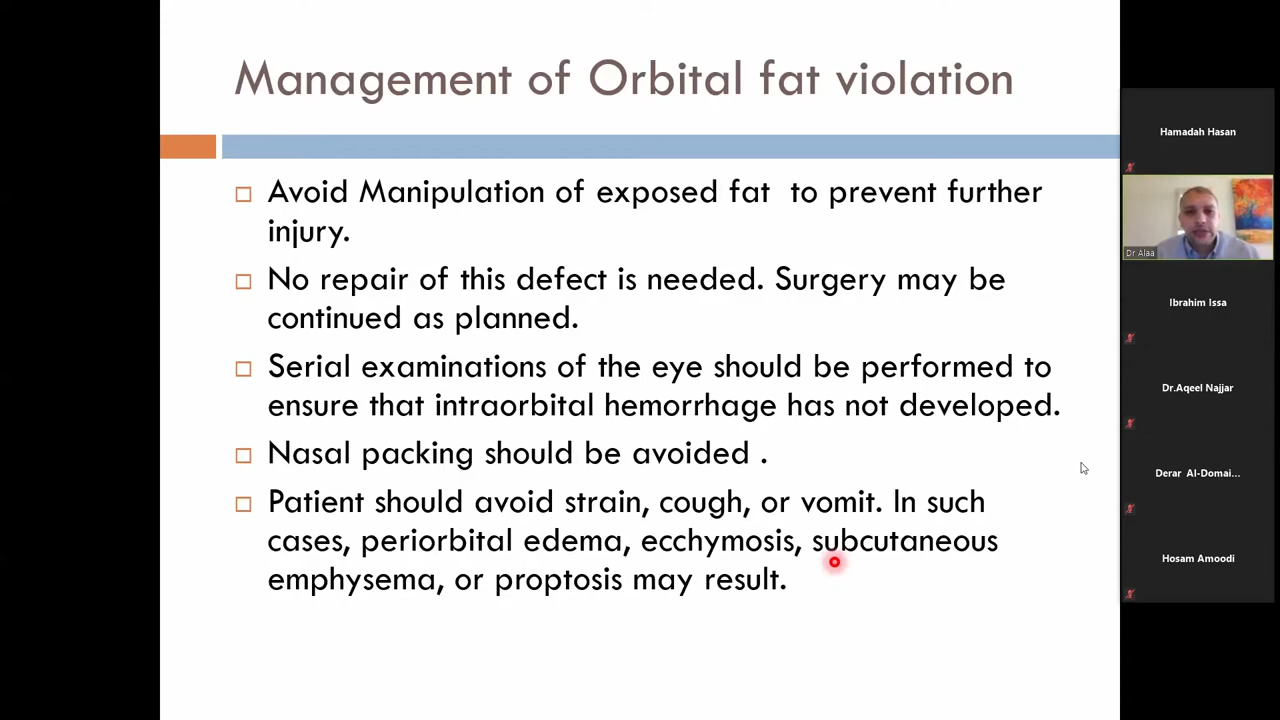 Management of Orbital fat violation
Avoid Manipulation of exposed fat to prevent further
injury.
No repair of this defect is needed. Surgery may be
continued as planned.
Serial examinations of the eye should be performed to
ensure that intraorbital hemorrhage has not developed.
Nasal packing should be avoided .
Patient should avoid strain, cough, or vomit. In such
cases, periorbital edema, ecchymosis, subcutaneous
emphysema, or proptosis may result.
Hamadah Hasan
Dr Alaa
Ibrahim Issa
Dr.Aqeel Najjar
Derar Al-Domai...
Hosam Amoodi